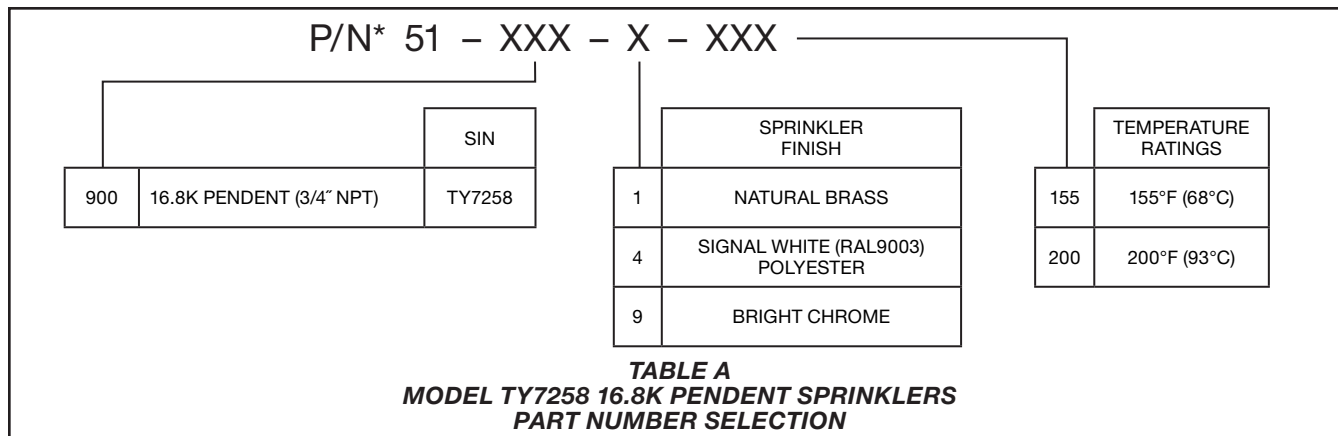 P/N* 51 – XXX – X – XXX
SIN
900 16.8K PENDENT (3/4˝ NPT) TY7258
SPRINKLER
FINISH
1 NATURAL BRASS
4 SIGNAL WHITE (RAL9003)
POLYESTER
9 BRIGHT CHROME
TEMPERATURE
RATINGS
155 155°F (68°C)
200 200°F (93°C)
TABLE A
MODEL TY7258 16.8K PENDENT SPRINKLERS
PART NUMBER SELECTION